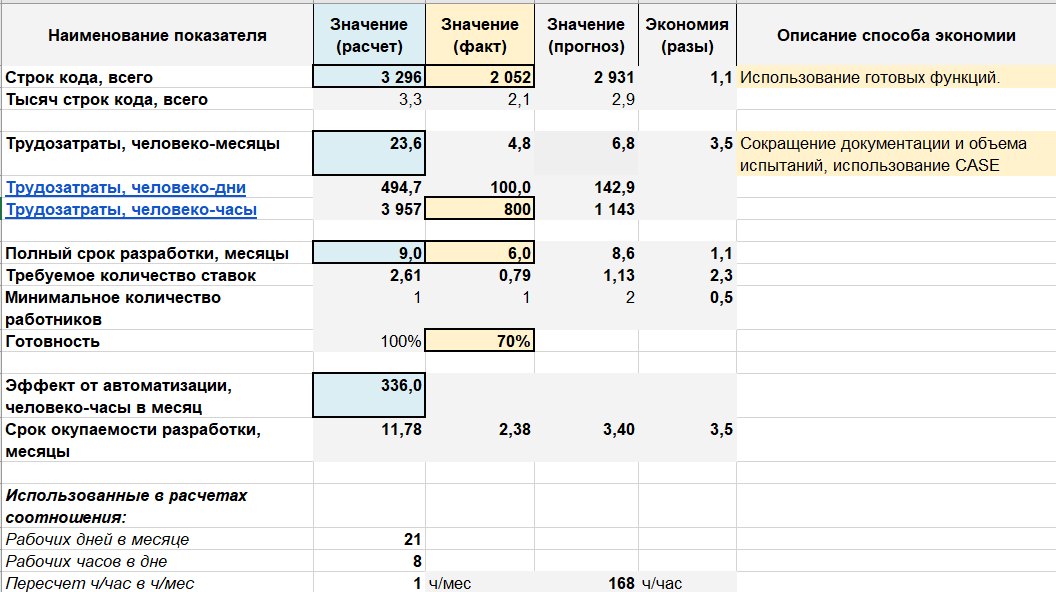 Наименование показателя Значение (расчет) Значение (факт) Значение (прогноз) Экономия (разы) Описание способа экономии
Строк кода, всего 3 296 2 052 2 931 1,1 Использование готовых функций.
Тысяч строк кода, всего 3,3 2,1 2,9
Трудозатраты, человеко-месяцы 23,6 4,8 6,8 3,5 Сокращение документации и объема
испытаний, использование CASE
Трудозатраты, человеко-дни 494,7 100,0 142,9
Трудозатраты, человеко-часы 3 957 800 1 143
Полный срок разработки, месяцы 9,0 6,0 8,6 1,1
Требуемое количество ставок 2,61 0,79 1,13 2,3
Минимальное количество 1 1 2 0,5
работников
Готовность 100% 70%
Эффект от автоматизации, 336,0
человеко-часы в месяц
Срок окупаемости разработки, 11,78 2,38 3,40 3,5
месяцы
Использованные в расчетах
соотношения:
Рабочих дней в месяце 21
Рабочих часов в дне 8
Пересчет ч/час в ч/мес 1 ч/мес 168 ч/час